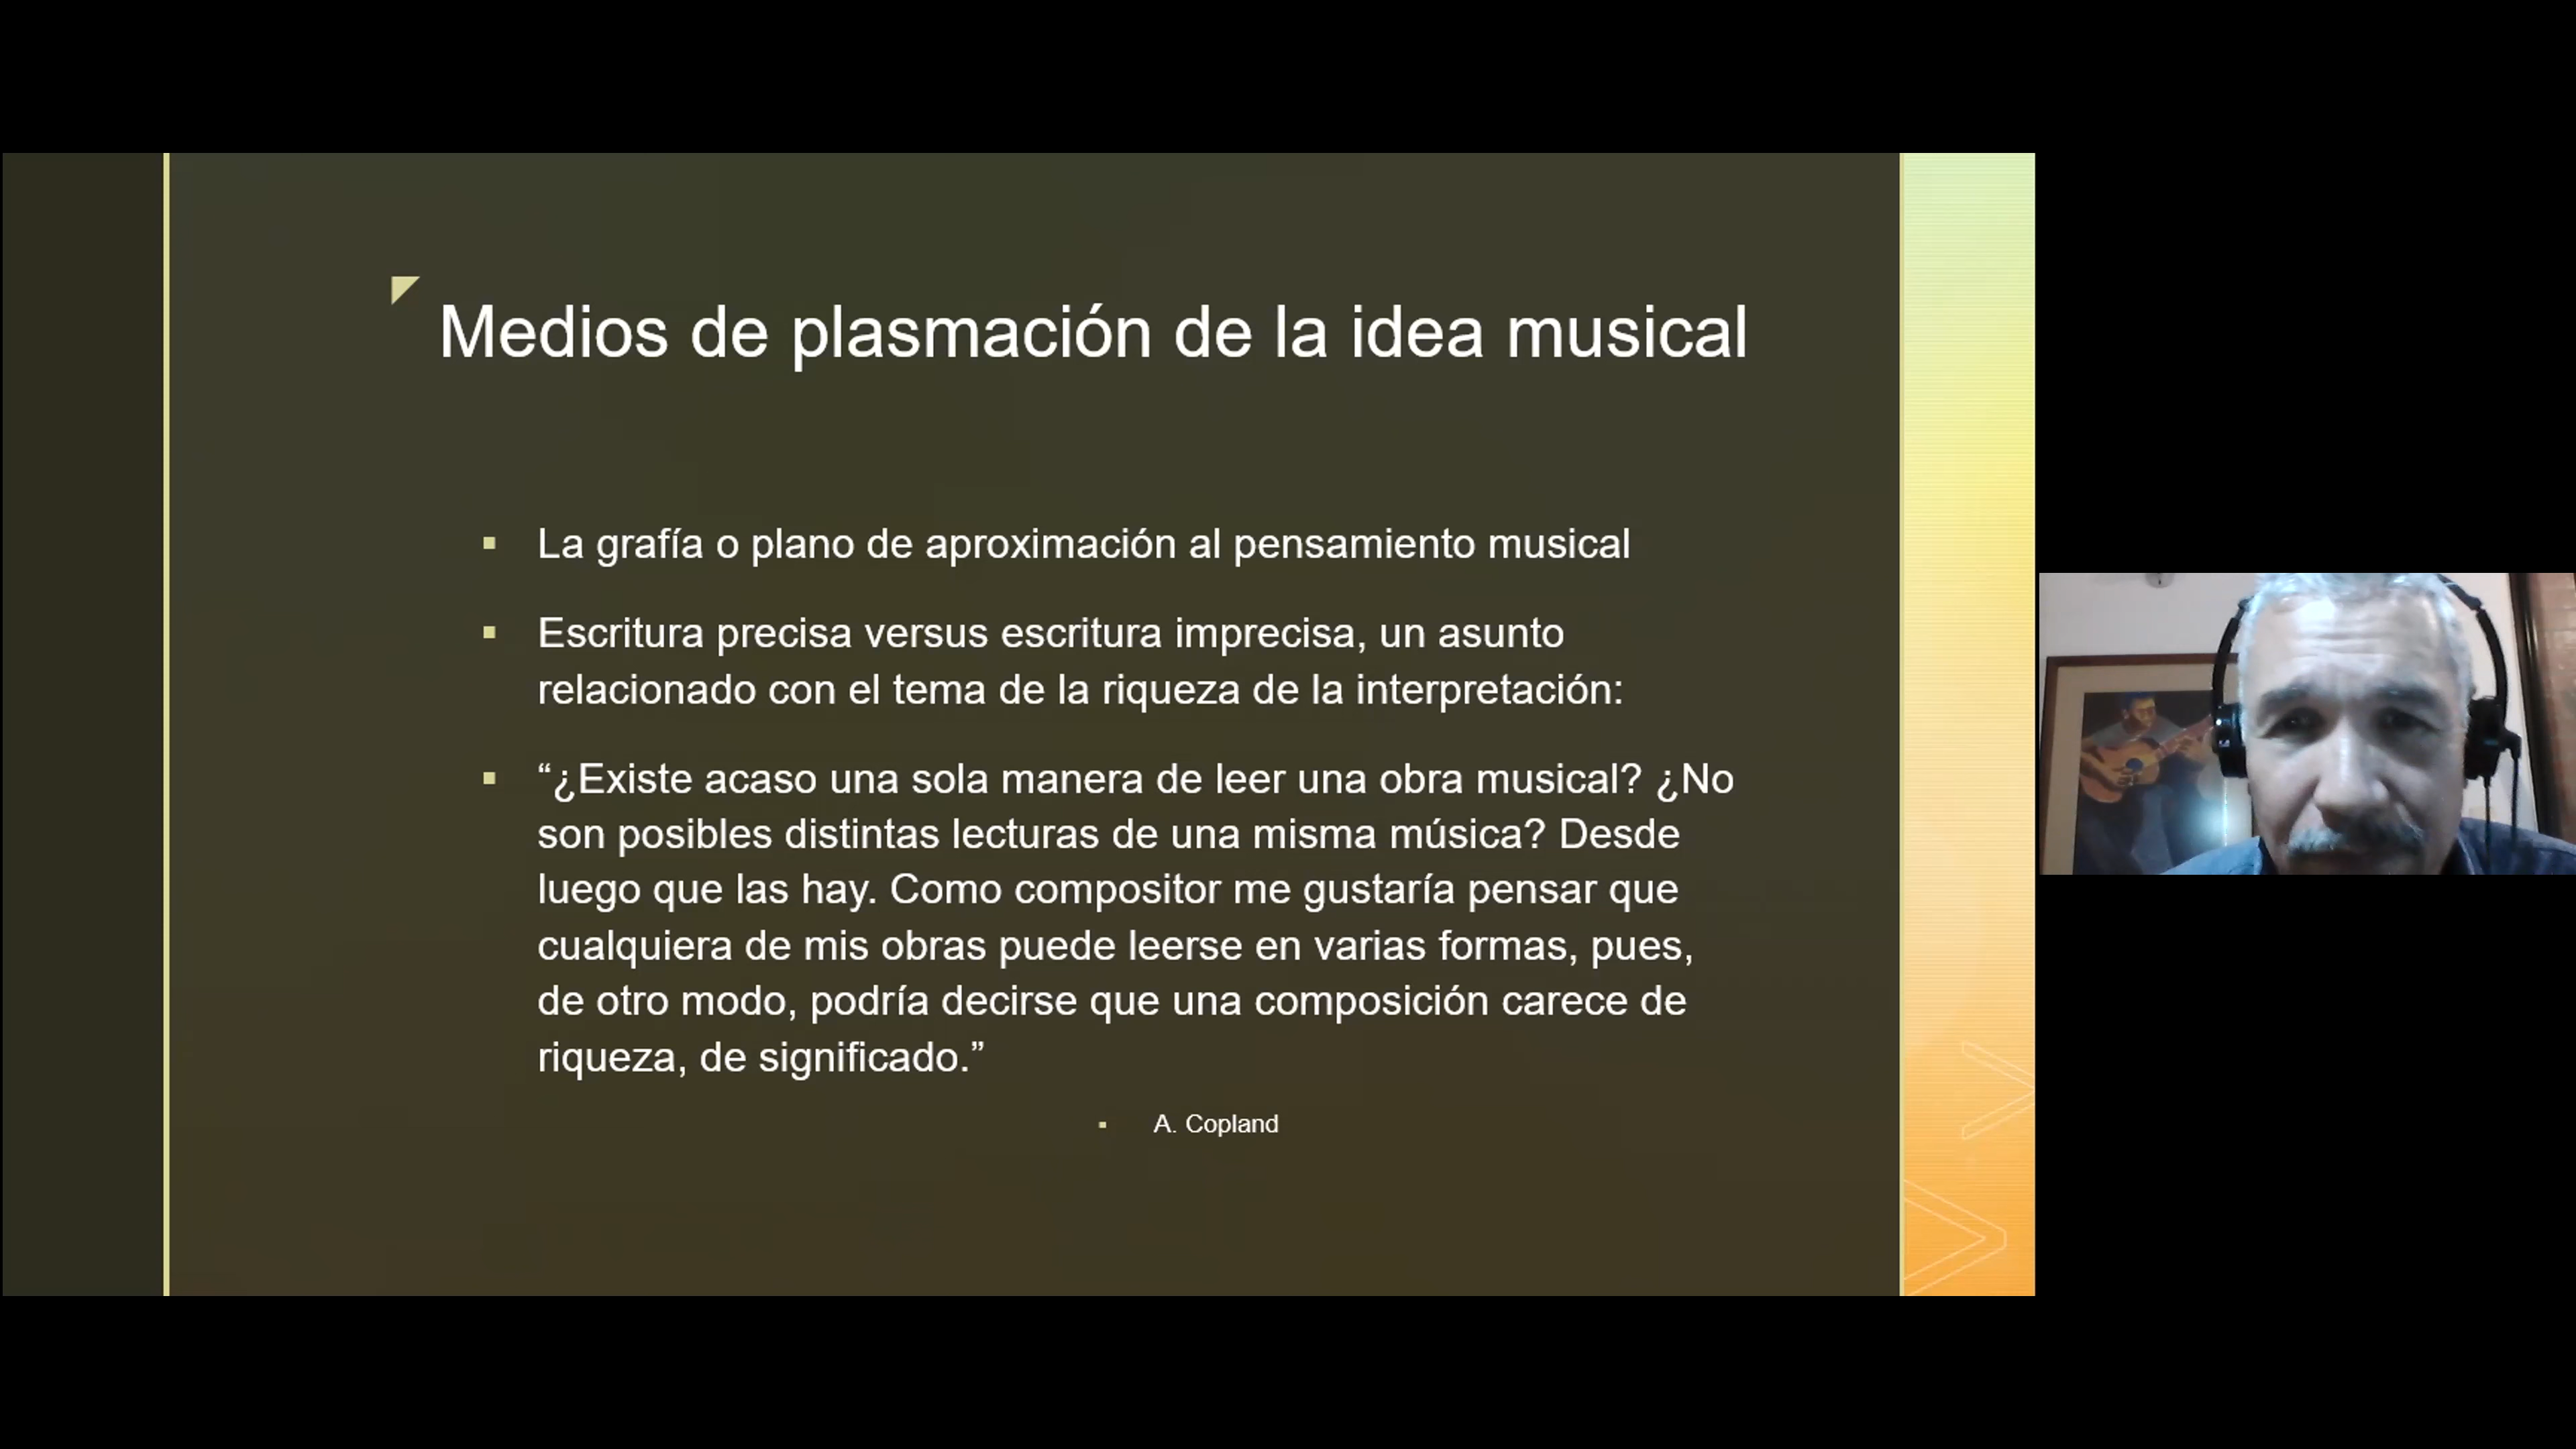 Medios de plasmación de la idea musical
La grafía o plano de aproximación al pensamiento musical
Escritura precisa versus escritura imprecisa, un asunto
relacionado con el tema de la riqueza de la interpretación:
“¿Existe acaso una sola manera de leer una obra musical? ¿No
son posibles distintas lecturas de una misma música? Desde
luego que las hay. Como compositor me gustaría pensar que
cualquiera de mis obras puede leerse en varias formas, pues,
de otro modo, podría decirse que una composición carece de
riqueza, de significado.”
A. Copland